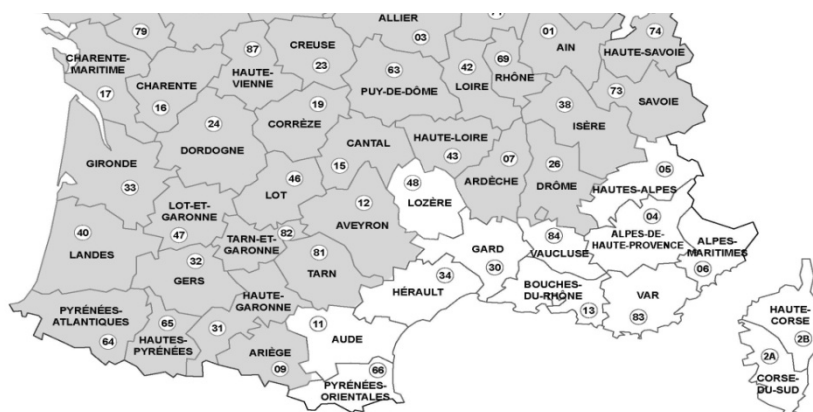 79
ALLIER
03
01
AIN
74
HAUTE-SAVOIE
87
HAUTE-
VIENNE
CREUSE
23
63
PUY-DE-DÔME
42
LOIRE
69
RHÔNE
CHARENTE-
MARITIME
17
CHARENTE
16
73
SAVOIE
38
ISÈRE
19
CORRÈZE
24
DORDOGNE
CANTAL
15
HAUTE-LOIRE
43
07
ARDÈCHE
26
DRÔME
05
HAUTES-ALPES
GIRONDE
33
46
LOT
48
LOZÈRE
12
AVEYRON
LOT-ET-
GARONNE
47
82
TARN-ET-
GARONNE
40
LANDES
32
GERS
81
TARN
GARD
30
84
VAUCLUSE
04
ALPES-DE-
HAUTE-PROVENCE
ALPES-
MARITIMES
06
34
HÉRAULT
BOUCHES-
DU-RHÔNE
13
VAR
83
PYRÉNÉES-
ATLANTIQUES
64
65
HAUTES-
PYRÉNÉES
HAUTE-
GARONNE
31
ARIÈGE
09
11
AUDE
66
PYRÉNÉES-
ORIENTALES
HAUTE-
CORSE
2B
2A
CORSE-
DU-SUD